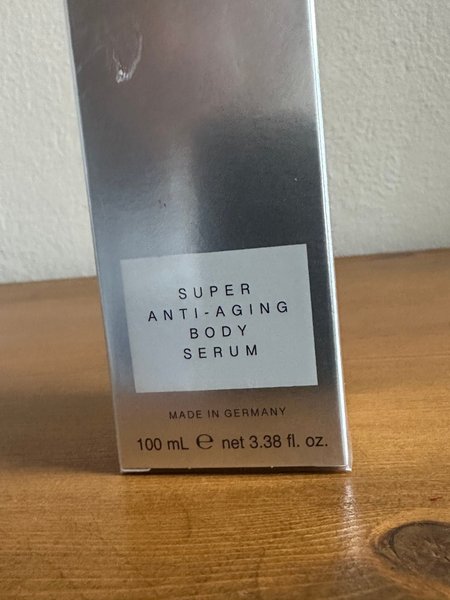 SUPER
ANTI-AGING
BODY
SERUM
MADE IN GERMANY
100 mL ℮ net 3.38 fl. oz.